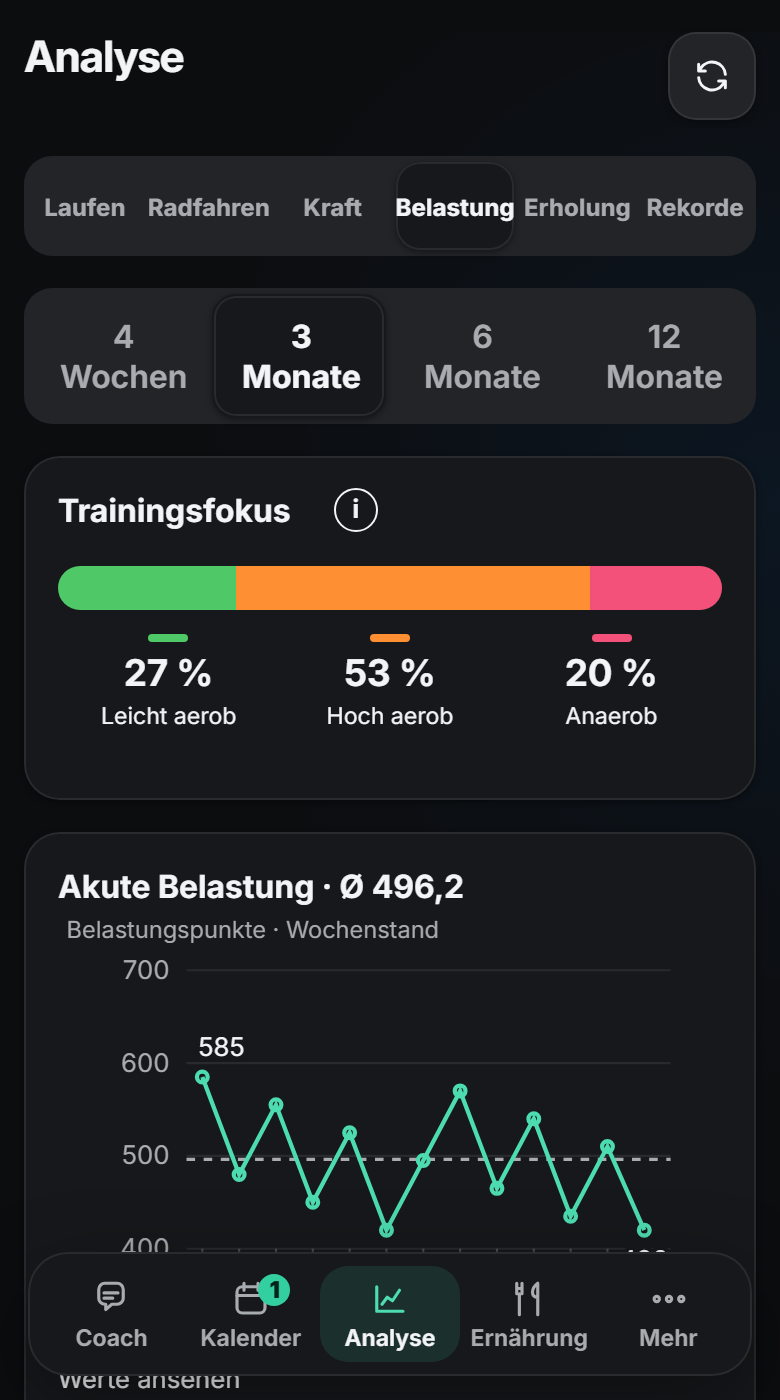 Analyse
Laufen Radfahren Kraft Belastung Erholung Rekorde
4 Wochen
3 Monate
6 Monate
12 Monate
Trainingsfokus i
27 % 53 % 20 %
Leicht aerob Hoch aerob Anaerob
Akute Belastung · Ø 496,2
Belastungspunkte · Wochenstand
700
585
600
500
400
1
Coach Kalender Analyse Ernährung Mehr
Werte ansehen